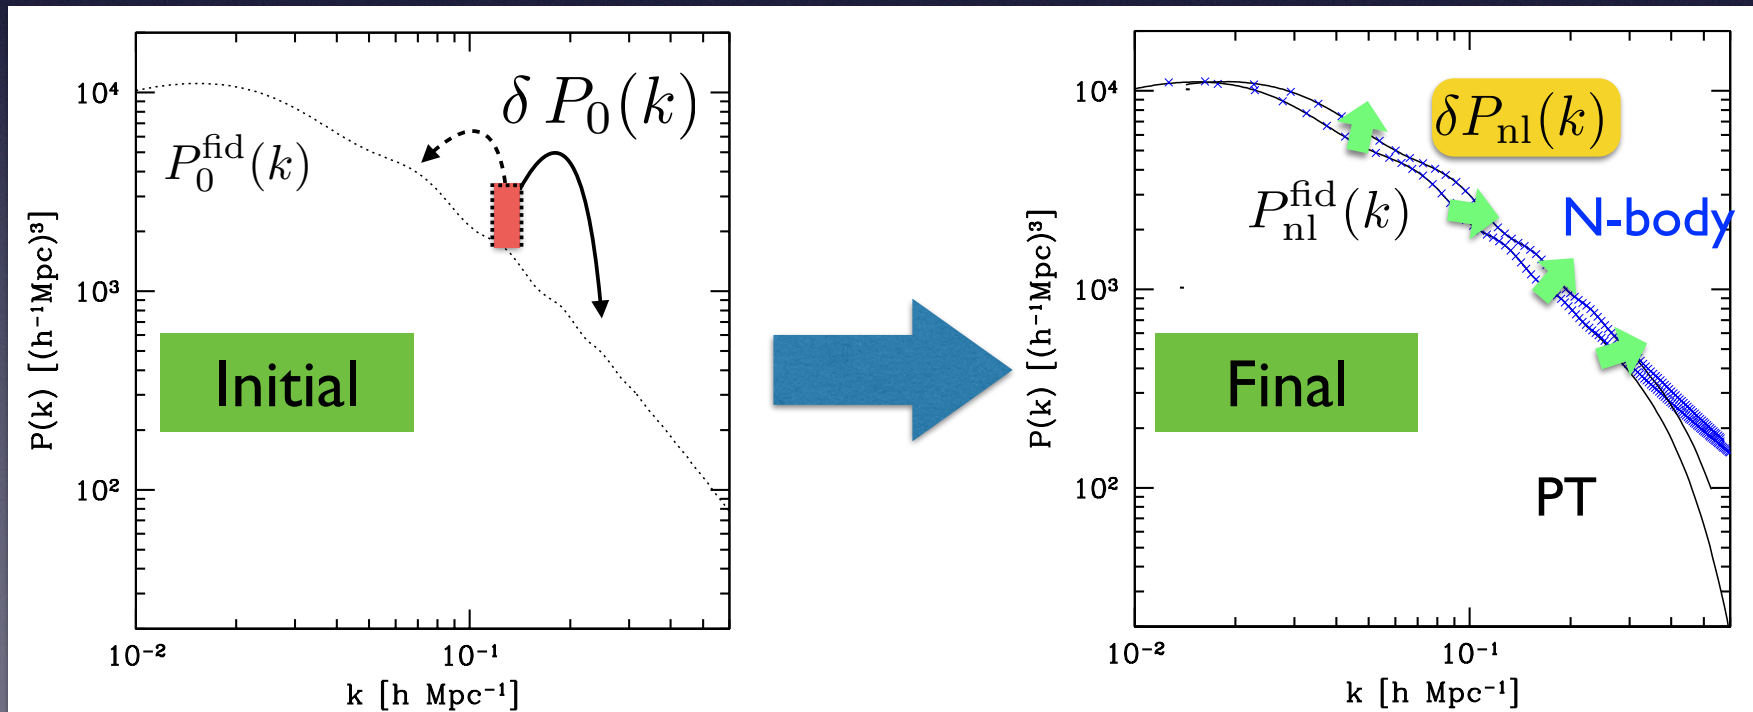 10⁴
10³
10²
P(k) [(h⁻¹Mpc)³]
δ P₀(k)
P₀^fid(k)
Initial
10⁻²
10⁻¹
k [h Mpc⁻¹]
10⁴
10³
10²
P(k) [(h⁻¹Mpc)³]
δP_nl(k)
P_nl^fid(k)
N-body
Final
PT
10⁻²
10⁻¹
k [h Mpc⁻¹]